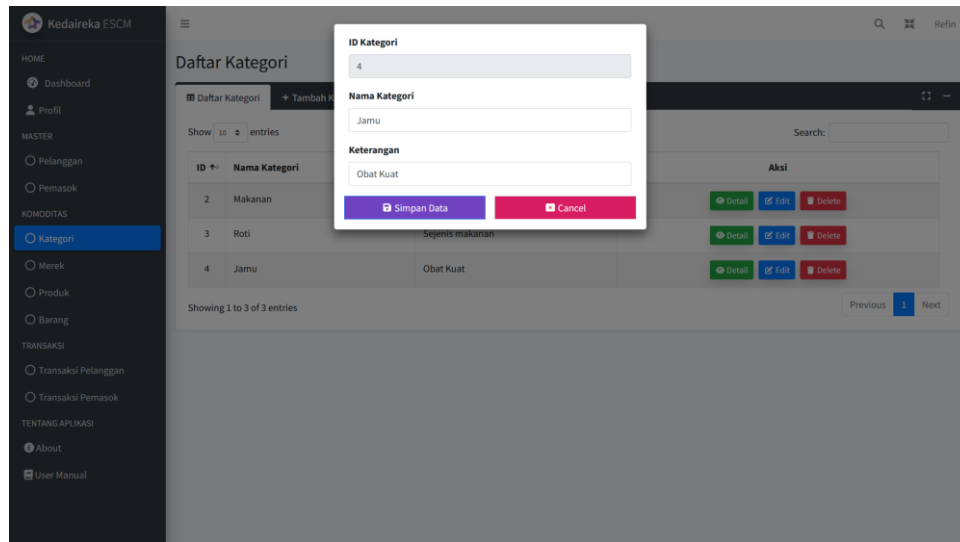 Kedaireka ESCM
Refin
HOME
Dashboard
Profil
MASTER
Pelanggan
Pemasok
KOMODITAS
Kategori
Merek
Produk
Barang
TRANSAKSI
Transaksi Pelanggan
Transaksi Pemasok
TENTANG APLIKASI
About
User Manual
Daftar Kategori
Daftar Kategori + Tambah K
Show 10 entries
Search:
ID Nama Kategori Aksi
2 Makanan Detail Edit Delete
3 Roti Sejenis makanan Detail Edit Delete
4 Jamu Obat Kuat Detail Edit Delete
Showing 1 to 3 of 3 entries
Previous 1 Next
ID Kategori
4
Nama Kategori
Jamu
Keterangan
Obat Kuat
Simpan Data Cancel